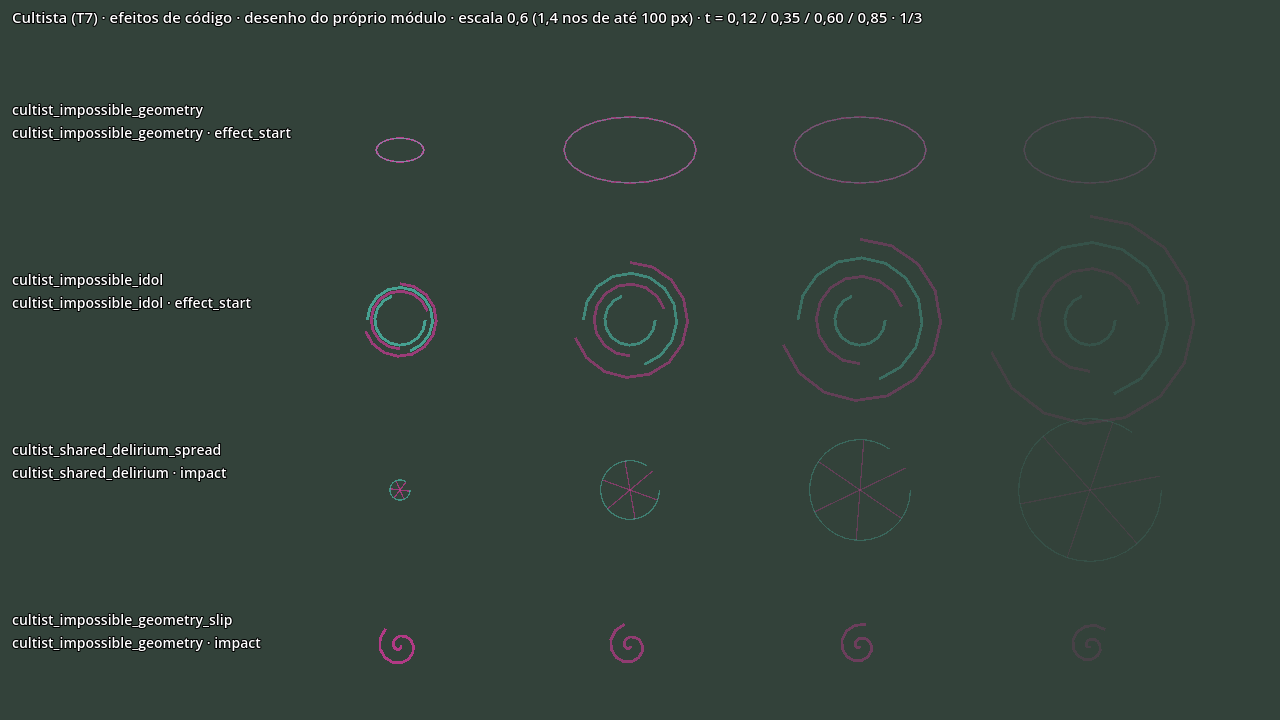 Cultista (T7) · efeitos de código · desenho do próprio módulo · escala 0,6 (1,4 nos de até 100 px) · t = 0,12 / 0,35 / 0,60 / 0,85 · 1/3
cultist_impossible_geometry
cultist_impossible_geometry · effect_start
cultist_impossible_idol
cultist_impossible_idol · effect_start
cultist_shared_delirium_spread
cultist_shared_delirium · impact
cultist_impossible_geometry_slip
cultist_impossible_geometry · impact